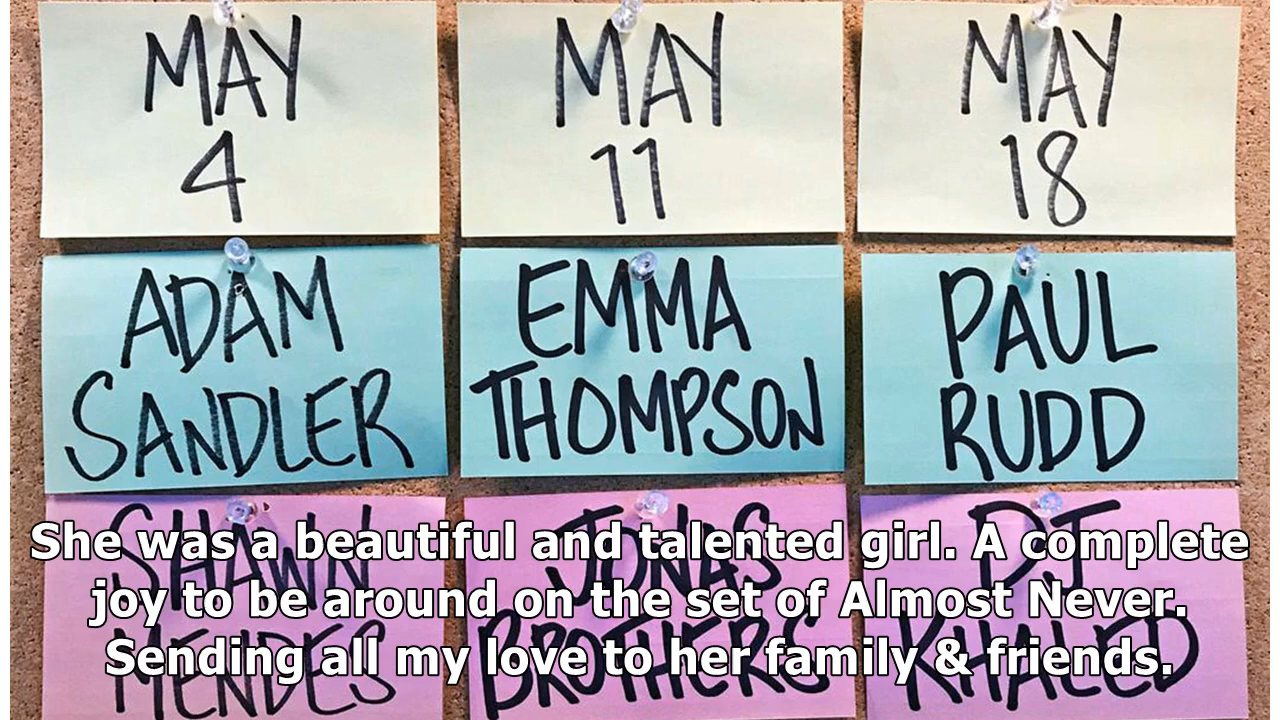 MAY
4
MAY
11
MAY
18
ADAM
SANDLER
EMMA
THOMPSON
PAUL
RUDD
SHAWN
MENDES
JONAS
BROTHERS
DJ
KHALED
She was a beautiful and talented girl. A complete
joy to be around on the set of Almost Never.
Sending all my love to her family & friends.